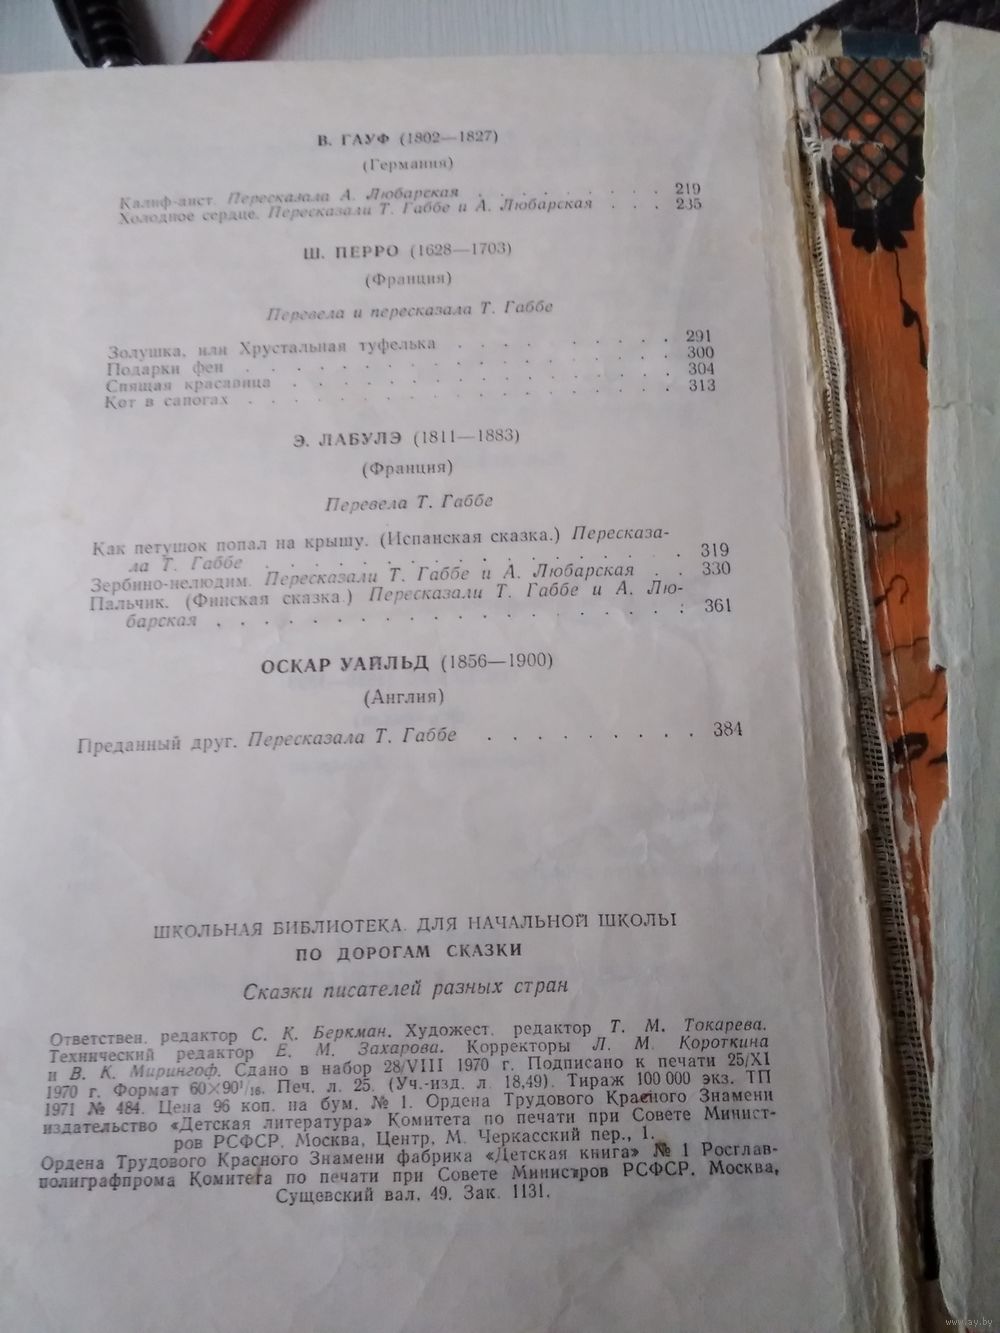 В. ГАУФ (1802—1827)
(Германия)
Калиф-аист. Пересказала А. Любарская . . . . . . . . . 219
Холодное сердце. Пересказали Т. Габбе и А. Любарская . . . 235
Ш. ПЕРРО (1628—1703)
(Франция)
Перевела и пересказала Т. Габбе
Золушка, или Хрустальная туфелька . . . . . . . . . 291
Подарки феи . . . . . . . . . . . . . . . . 300
Спящая красавица . . . . . . . . . . . . . . 304
Кот в сапогах . . . . . . . . . . . . . . . . 313
Э. ЛАБУЛЭ (1811—1883)
(Франция)
Перевела Т. Габбе
Как петушок попал на крышу. (Испанская сказка.) Пересказа-
ла Т. Габбе . . . . . . . . . . . . . . . . 319
Зербино-нелюдим. Пересказали Т. Габбе и А. Любарская . . 330
Пальчик. (Финская сказка.) Пересказали Т. Габбе и А. Лю-
барская . . . . . . . . . . . . . . . . . . 361
ОСКАР УАЙЛЬД (1856—1900)
(Англия)
Преданный друг. Пересказала Т. Габбе . . . . . . . . . 384
ШКОЛЬНАЯ БИБЛИОТЕКА. ДЛЯ НАЧАЛЬНОЙ ШКОЛЫ
ПО ДОРОГАМ СКАЗКИ
Сказки писателей разных стран
Ответствен. редактор С. К. Беркман. Художест. редактор Т. М. Токарева.
Технический редактор Е. М. Захарова. Корректоры Л. М. Короткина
и В. К. Мирингоф. Сдано в набор 28/VIII 1970 г. Подписано к печати 25/XI
1970 г. Формат 60×90¹/₁₆. Печ. л. 25. (Уч.-изд. л. 18,49). Тираж 100 000 экз. ТП
1971 № 484. Цена 96 коп. на бум. № 1. Ордена Трудового Красного Знамени
издательство «Детская литература» Комитета по печати при Совете Минист-
ров РСФСР. Москва, Центр, М. Черкасский пер., 1.
Ордена Трудового Красного Знамени фабрика «Детская книга» № 1 Росглав-
полиграфпрома Комитета по печати при Совете Министров РСФСР. Москва,
Сущевский вал, 49. Зак. 1131.
www.ay.by